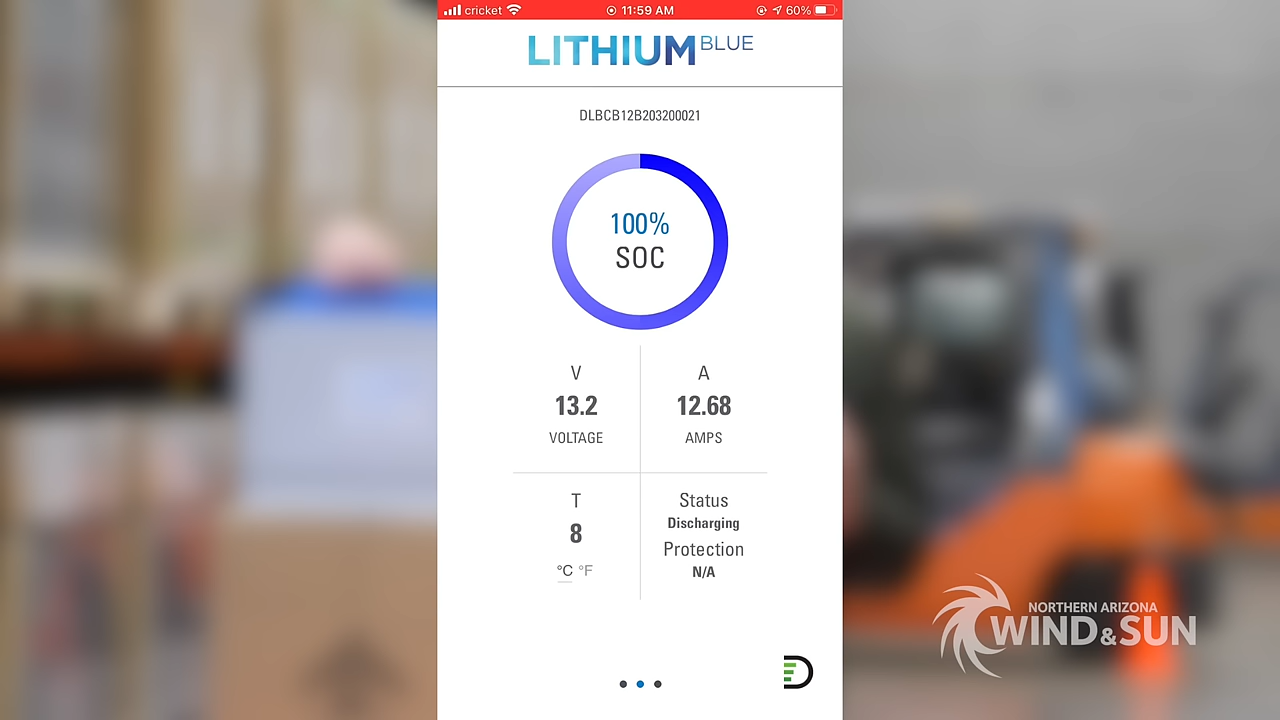 cricket 11:59 AM 60%
LITHIUM BLUE
DLBCB12B203200021
100%
SOC
V A
13.2 12.68
VOLTAGE AMPS
T Status
8 Discharging
Protection
°C °F N/A
NORTHERN ARIZONA
WIND & SUN